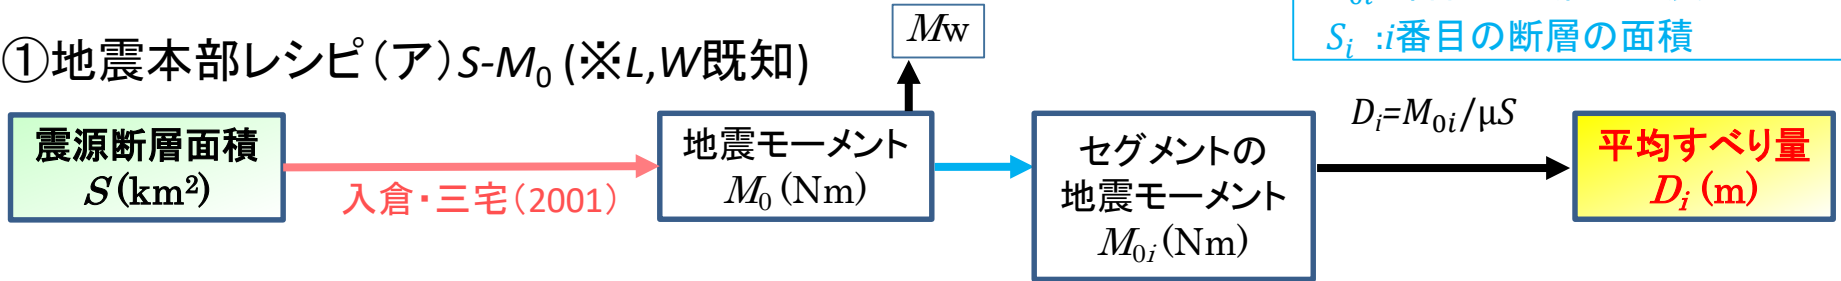 Mw
S_i :i番目の断層の面積
①地震本部レシピ(ア)S-M₀ (※L,W既知)
震源断層面積
S(km²)
入倉・三宅(2001)
地震モーメント
M₀(Nm)
セグメントの
地震モーメント
M₀ᵢ(Nm)
Dᵢ=M₀ᵢ/μS
平均すべり量
Dᵢ(m)